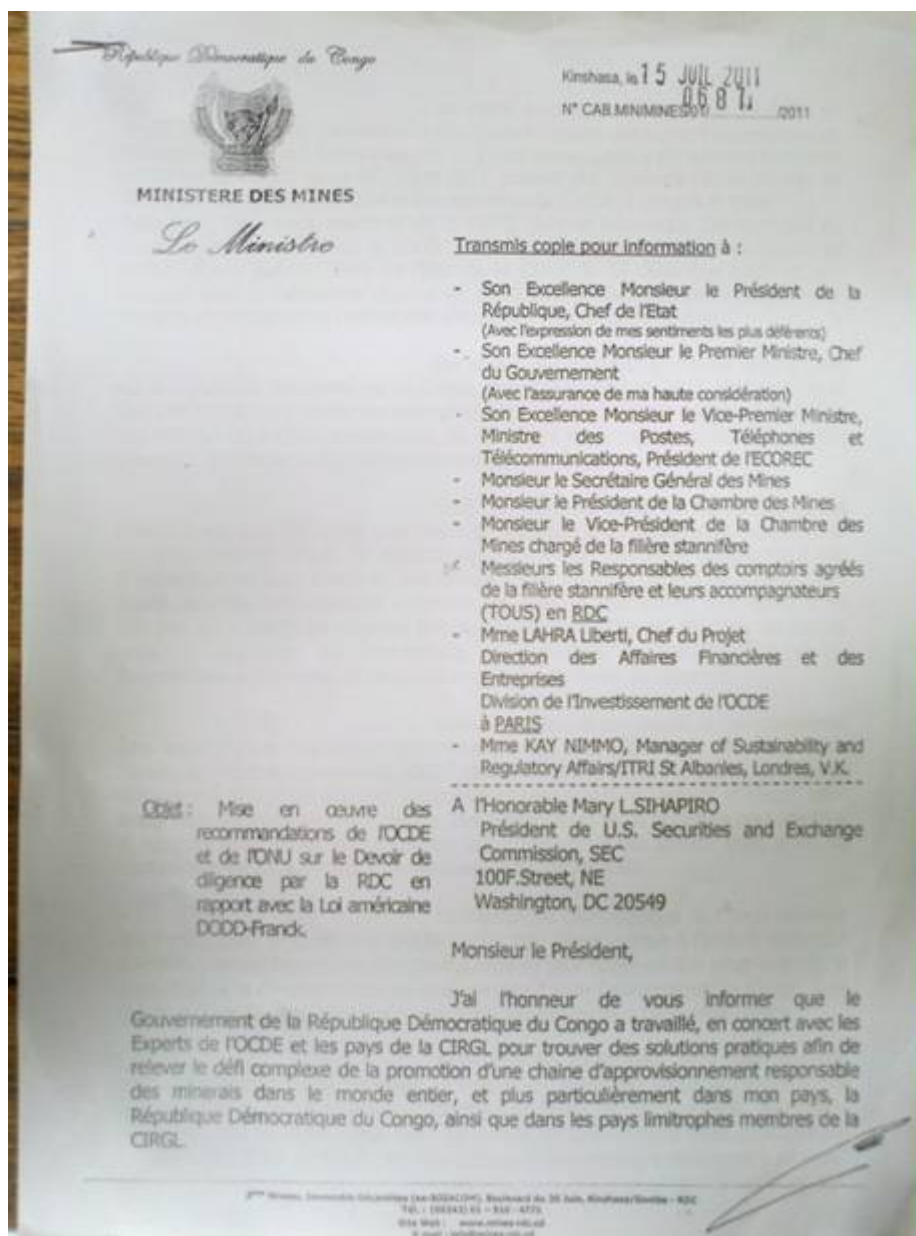 République Démocratique du Congo
Kinshasa, le 15 JUIL 2011
N° CAB.MIN/MINES/01/ /2011
MINISTERE DES MINES
Le Ministre
Transmis copie pour information à :
- Son Excellence Monsieur le Président de la
République, Chef de l'Etat
(Avec l'expression de mes sentiments les plus déférents)
- Son Excellence Monsieur le Premier Ministre, Chef
du Gouvernement
(Avec l'assurance de ma haute considération)
- Son Excellence Monsieur le Vice-Premier Ministre,
Ministre des Postes, Téléphones et
Télécommunications, Président de l'ECOREC
- Monsieur le Secrétaire Général des Mines
- Monsieur le Président de la Chambre des Mines
- Monsieur le Vice-Président de la Chambre des
Mines chargé de la filière stannifère
Messieurs les Responsables des comptoirs agréés
de la filière stannifère et leurs accompagnateurs
(TOUS) en RDC
- Mme LAHRA Liberti, Chef du Projet
Direction des Affaires Financières et des
Entreprises
Division de l'Investissement de l'OCDE
à PARIS
- Mme KAY NIMMO, Manager of Sustainability and
Regulatory Affairs/ITRI St Albanles, Londres, V.K.
Objet : Mise en œuvre des
recommandations de l'OCDE
et de l'ONU sur le Devoir de
diligence par la RDC en
rapport avec la Loi américaine
DODD-Franck.
A l'Honorable Mary L.SIHAPIRO
Président de U.S. Securities and Exchange
Commission, SEC
100F.Street, NE
Washington, DC 20549
Monsieur le Président,
J'ai l'honneur de vous informer que le
Gouvernement de la République Démocratique du Congo a travaillé, en concert avec les
Experts de l'OCDE et les pays de la CIRGL pour trouver des solutions pratiques afin de
relever le défi complexe de la promotion d'une chaine d'approvisionnement responsable
des minerais dans le monde entier, et plus particulièrement dans mon pays, la
République Démocratique du Congo, ainsi que dans les pays limitrophes membres de la
CIRGL.